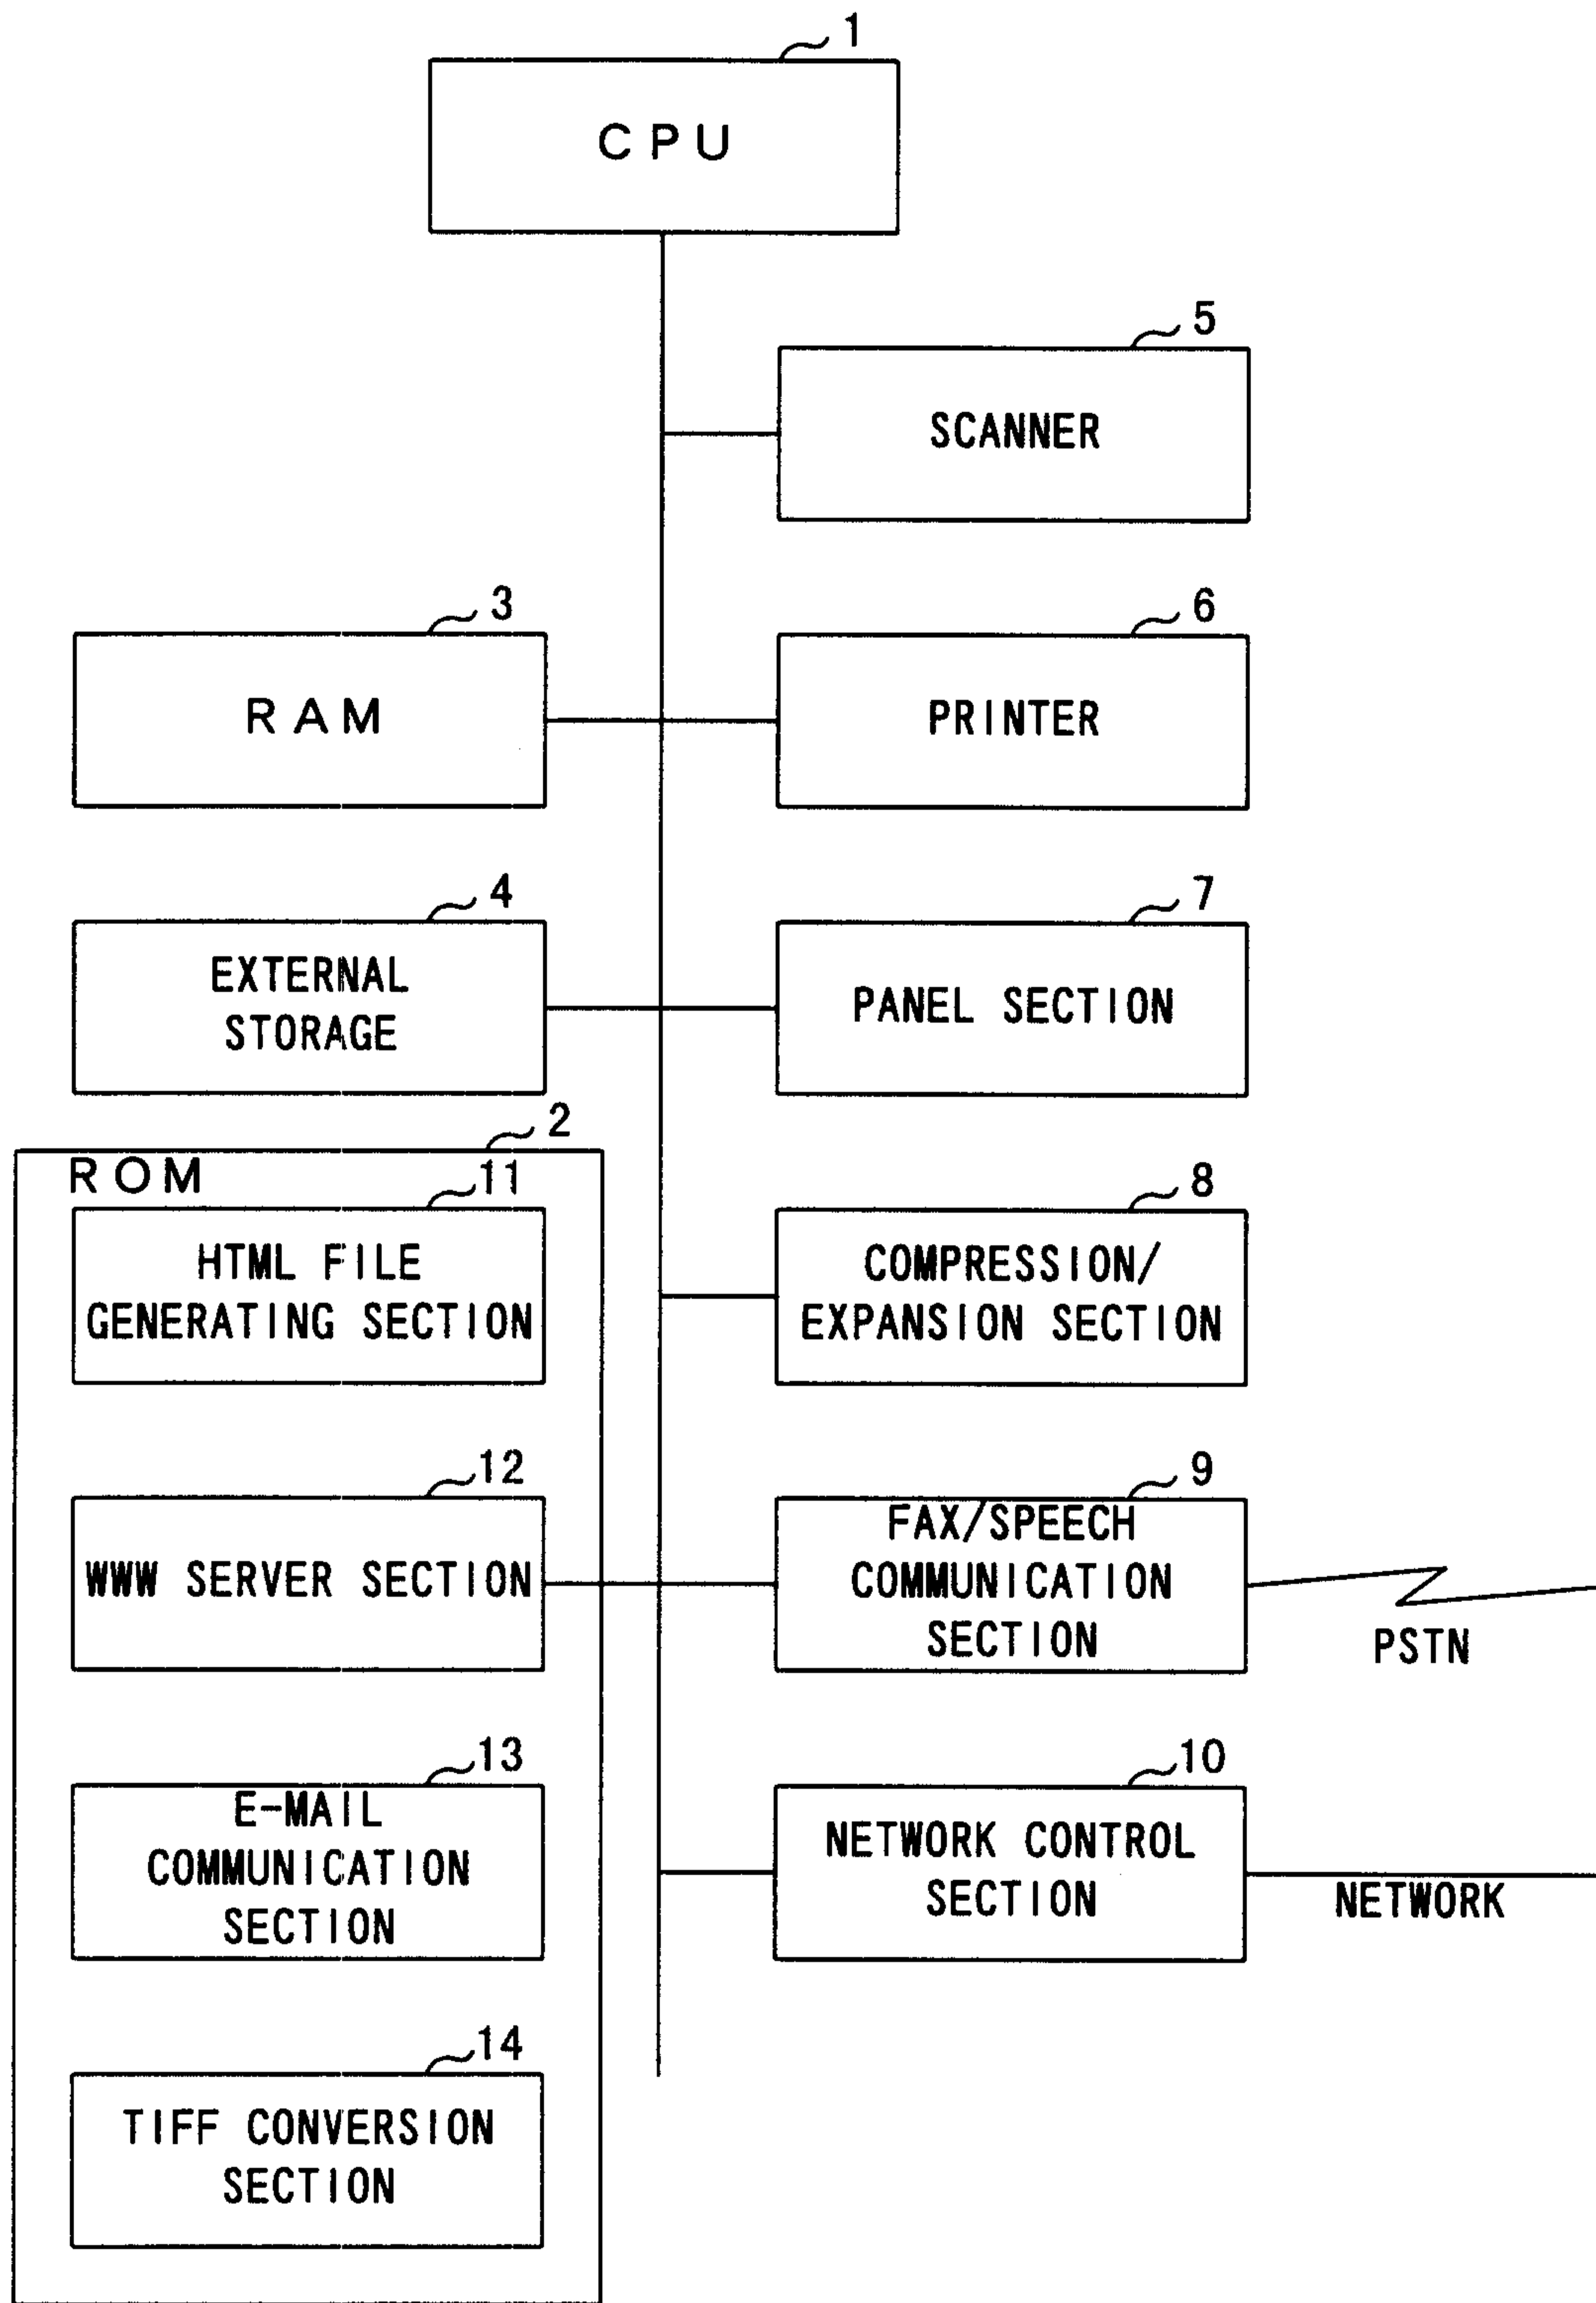 1
CPU
5
SCANNER
3
RAM
6
PRINTER
4
EXTERNAL
STORAGE
7
PANEL SECTION
2
ROM
11
HTML FILE
GENERATING SECTION
8
COMPRESSION/
EXPANSION SECTION
12
WWW SERVER SECTION
9
FAX/SPEECH
COMMUNICATION
SECTION
PSTN
13
E-MAIL
COMMUNICATION
SECTION
10
NETWORK CONTROL
SECTION
NETWORK
14
TIFF CONVERSION
SECTION